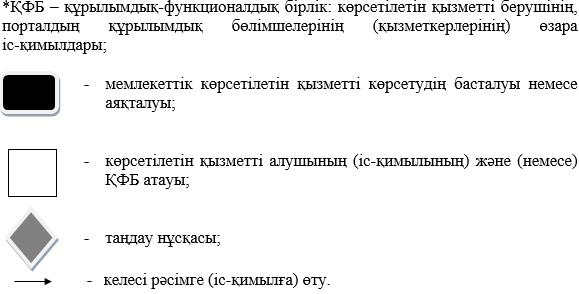 *ҚФБ – құрылымдық-функционалдық бірлік: көрсетілетін қызметті берушінің,
порталдың құрылымдық бөлімшелерінің (қызметкерлерінің) өзара
іс-қимылдары;
- мемлекеттік көрсетілетін қызметті көрсетудің басталуы немесе
аяқталуы;
- көрсетілетін қызметті алушының (іс-қимылының) және (немесе)
ҚФБ атауы;
- таңдау нұсқасы;
- келесі рәсімге (іс-қимылға) өту.